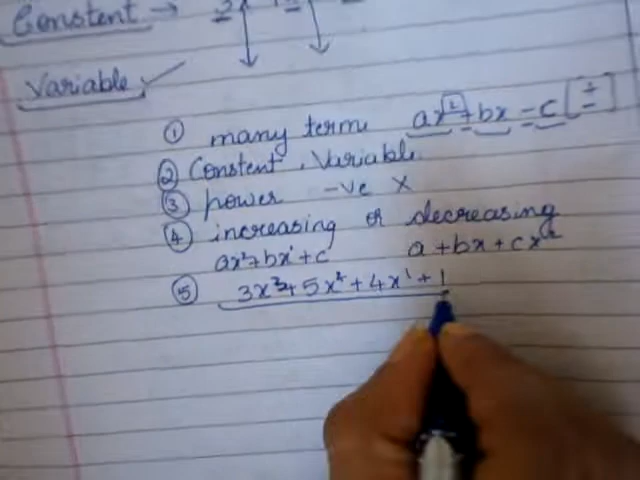 Constent →
Variable ✓
① many term ax²+bx-c [+ -]
② Constent, Variable
③ power -ve x
④ increasing or decreasing
ax²+bx¹+c a+bx+cx²
⑤ 3x³+5x²+4x¹+1